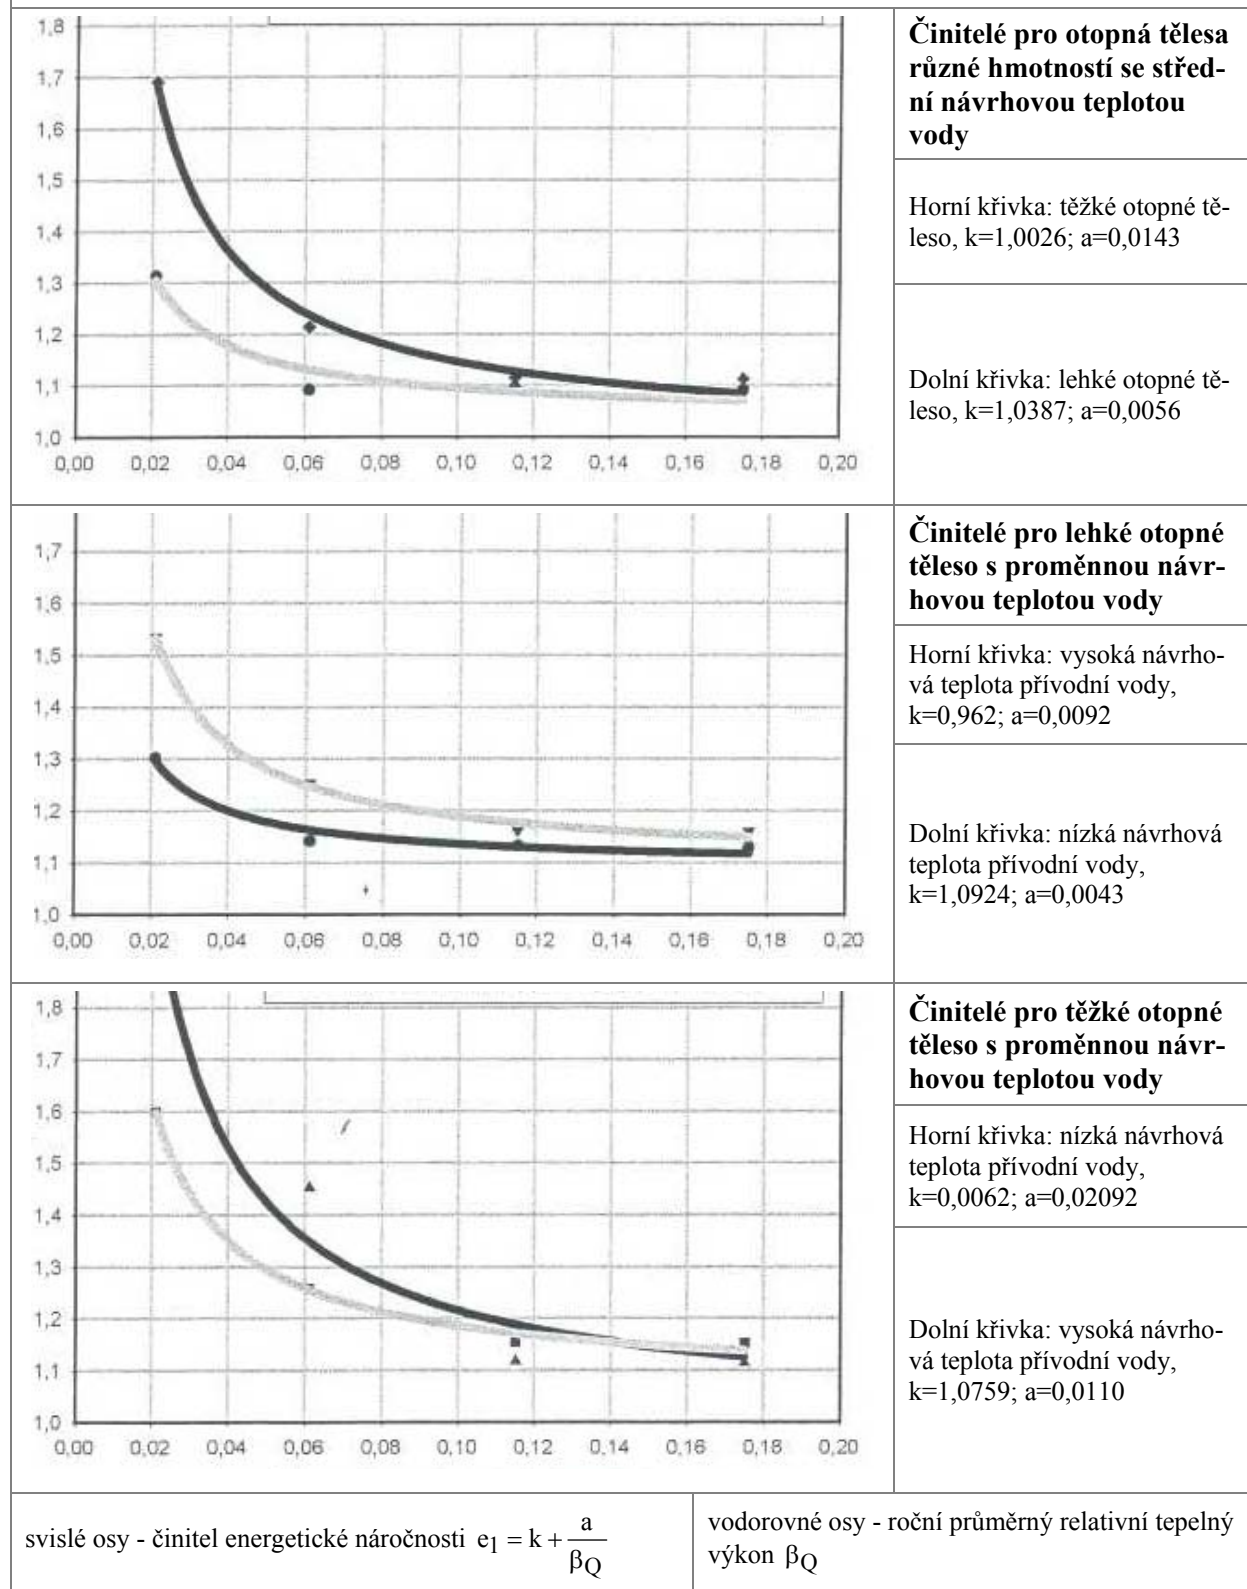 1,8
1,7
1,6
1,5
1,4
1,3
1,2
1,1
1,0
0,00 0,02 0,04 0,06 0,08 0,10 0,12 0,14 0,16 0,18 0,20
Činitelé pro otopná tělesa
různé hmotností se střed-
ní návrhovou teplotou
vody
Horní křivka: těžké otopné tě-
leso, k=1,0026; a=0,0143
Dolní křivka: lehké otopné tě-
leso, k=1,0387; a=0,0056
1,7
1,6
1,5
1,4
1,3
1,2
1,1
1,0
0,00 0,02 0,04 0,06 0,08 0,10 0,12 0,14 0,16 0,18 0,20
Činitelé pro lehké otopné
těleso s proměnnou návr-
hovou teplotou vody
Horní křivka: vysoká návrho-
vá teplota přívodní vody,
k=0,962; a=0,0092
Dolní křivka: nízká návrhová
teplota přívodní vody,
k=1,0924; a=0,0043
1,8
1,7
1,6
1,5
1,4
1,3
1,2
1,1
1,0
0,00 0,02 0,04 0,06 0,08 0,10 0,12 0,14 0,16 0,18 0,20
Činitelé pro těžké otopné
těleso s proměnnou návr-
hovou teplotou vody
Horní křivka: nízká návrhová
teplota přívodní vody,
k=0,0062; a=0,02092
Dolní křivka: vysoká návrho-
vá teplota přívodní vody,
k=1,0759; a=0,0110
svislé osy - činitel energetické náročnosti e₁ = k + a/β_Q
vodorovné osy - roční průměrný relativní tepelný
výkon β_Q